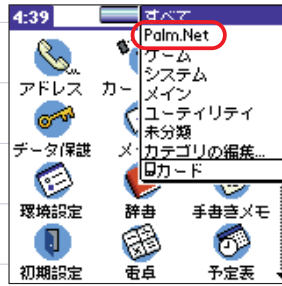 4:39
すべて
Palm.Net
ゲーム
システム
メイン
ユーティリティ
未分類
カテゴリの編集...
カード
アドレス
カー
データ保護
メ
環境設定
辞書
手書きメモ
初期設定
電卓
予定表